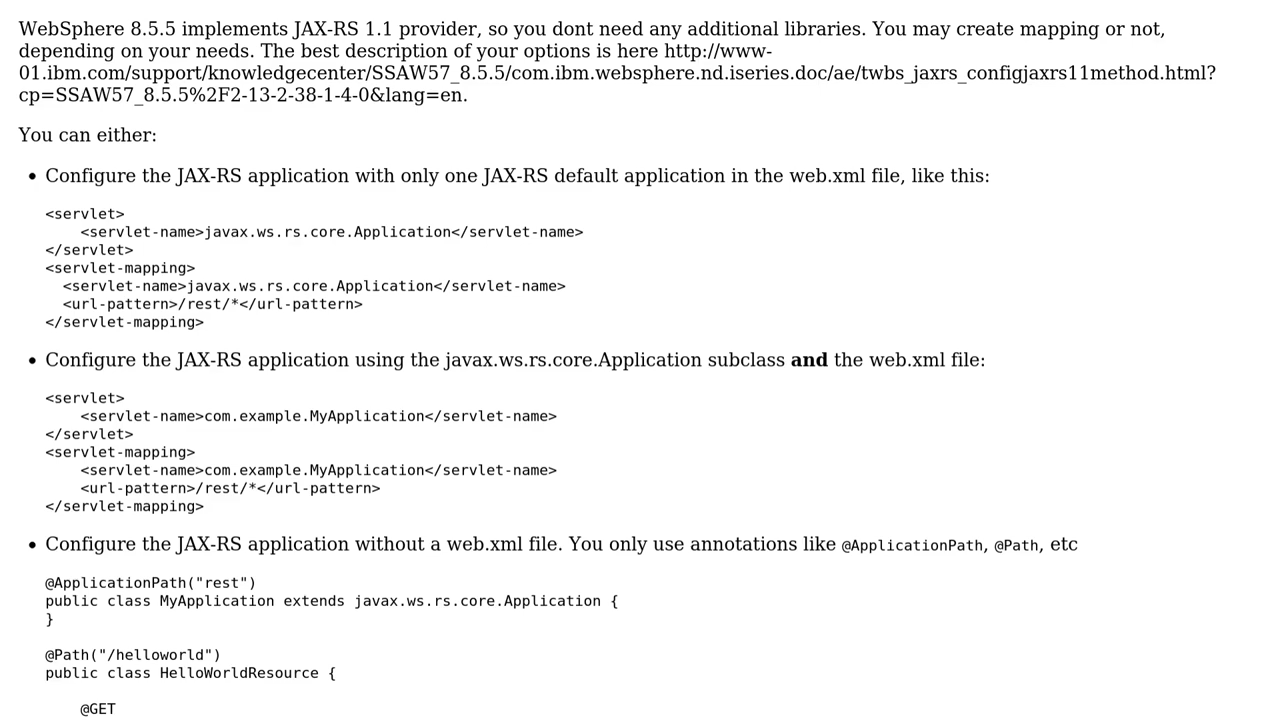 WebSphere 8.5.5 implements JAX-RS 1.1 provider, so you dont need any additional libraries. You may create mapping or not,
depending on your needs. The best description of your options is here http://www-
01.ibm.com/support/knowledgecenter/SSAW57_8.5.5/com.ibm.websphere.nd.iseries.doc/ae/twbs_jaxrs_configjaxrs11method.html?
cp=SSAW57_8.5.5%2F2-13-2-38-1-4-0&lang=en.
You can either:
• Configure the JAX-RS application with only one JAX-RS default application in the web.xml file, like this:
<servlet>
    <servlet-name>javax.ws.rs.core.Application</servlet-name>
</servlet>
<servlet-mapping>
  <servlet-name>javax.ws.rs.core.Application</servlet-name>
  <url-pattern>/rest/*</url-pattern>
</servlet-mapping>
• Configure the JAX-RS application using the javax.ws.rs.core.Application subclass and the web.xml file:
<servlet>
    <servlet-name>com.example.MyApplication</servlet-name>
</servlet>
<servlet-mapping>
    <servlet-name>com.example.MyApplication</servlet-name>
    <url-pattern>/rest/*</url-pattern>
</servlet-mapping>
• Configure the JAX-RS application without a web.xml file. You only use annotations like @ApplicationPath, @Path, etc
@ApplicationPath("rest")
public class MyApplication extends javax.ws.rs.core.Application {
}
@Path("/helloworld")
public class HelloWorldResource {
    @GET